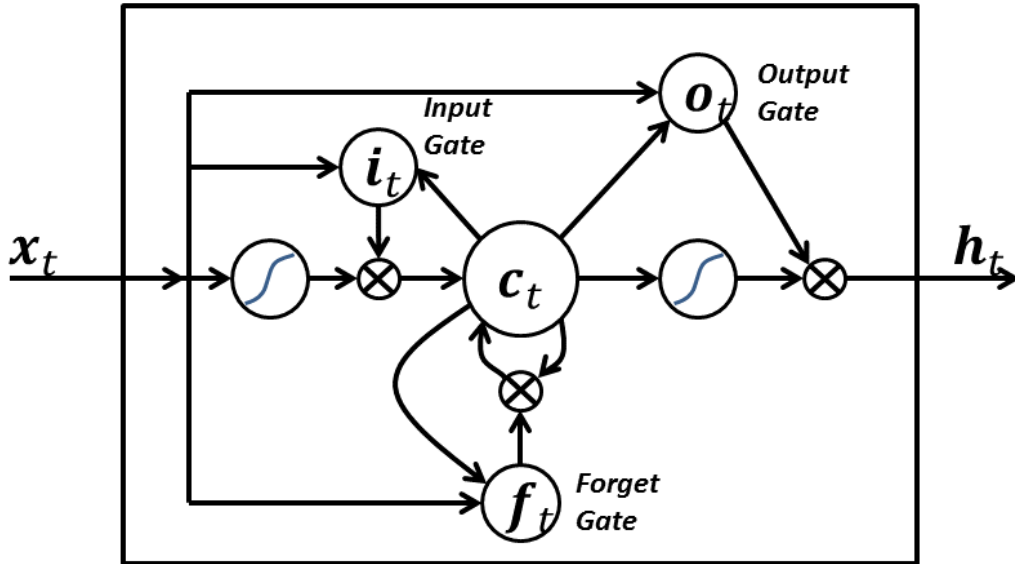 Output
Gate
o_t
Input
Gate
i_t
x_t
c_t
h_t
f_t
Forget
Gate